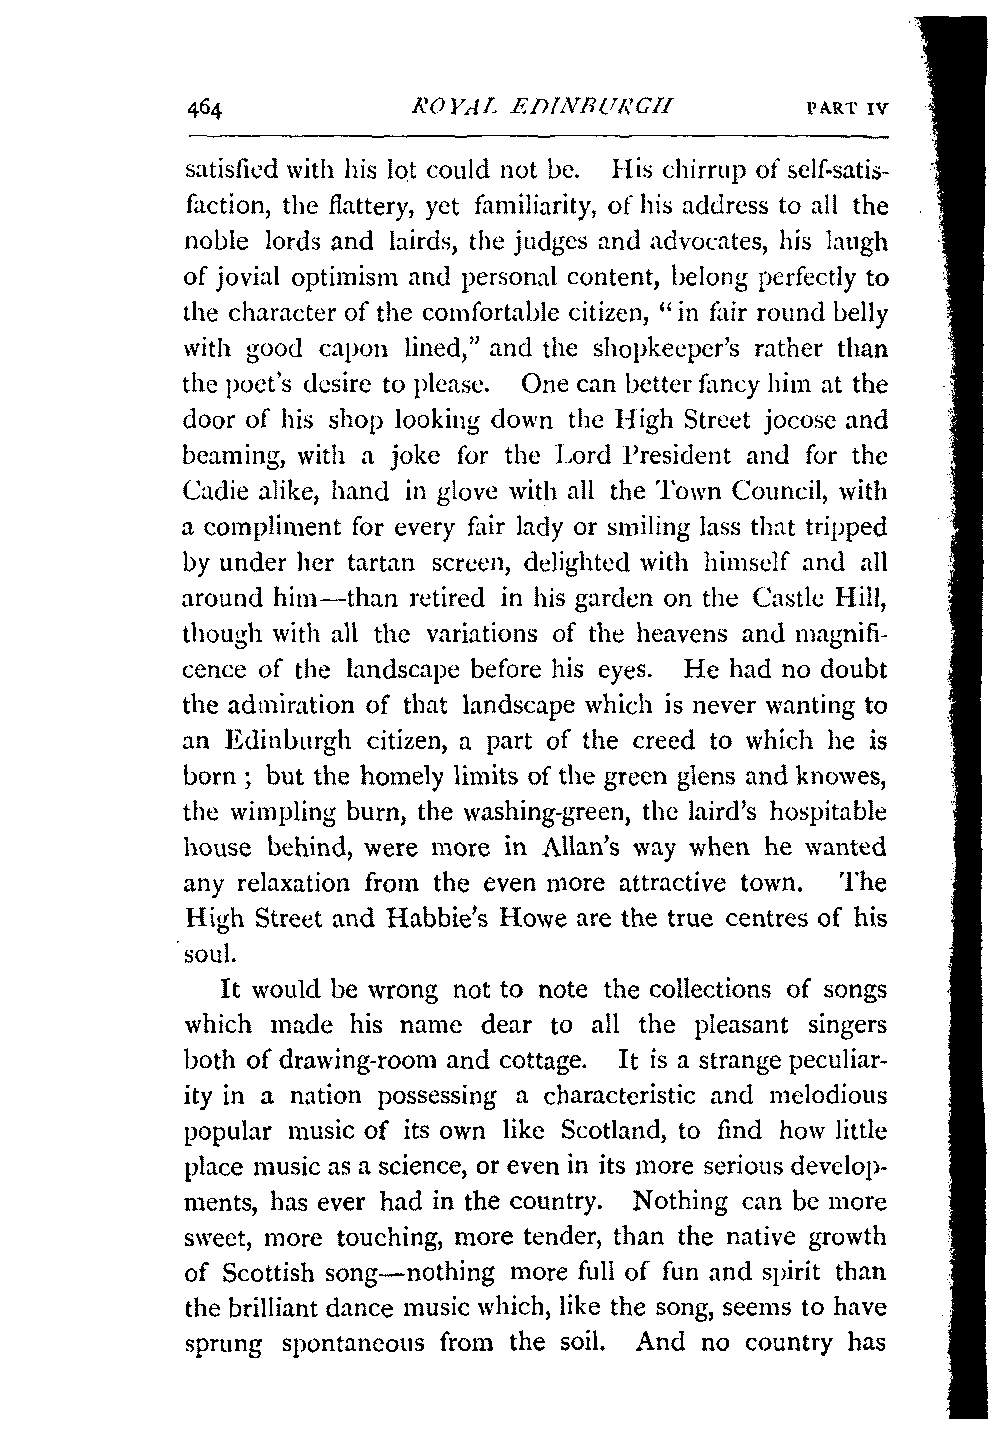 464 ROYAL EDINBURGH PART IV
satisfied with his lot could not be. His chirrup of self-satis-
faction, the flattery, yet familiarity, of his address to all the
noble lords and lairds, the judges and advocates, his laugh
of jovial optimism and personal content, belong perfectly to
the character of the comfortable citizen, “in fair round belly
with good capon lined,” and the shopkeeper's rather than
the poet's desire to please. One can better fancy him at the
door of his shop looking down the High Street jocose and
beaming, with a joke for the Lord President and for the
Cadie alike, hand in glove with all the Town Council, with
a compliment for every fair lady or smiling lass that tripped
by under her tartan screen, delighted with himself and all
around him—than retired in his garden on the Castle Hill,
though with all the variations of the heavens and magnifi-
cence of the landscape before his eyes. He had no doubt
the admiration of that landscape which is never wanting to
an Edinburgh citizen, a part of the creed to which he is
born ; but the homely limits of the green glens and knowes,
the wimpling burn, the washing-green, the laird's hospitable
house behind, were more in Allan's way when he wanted
any relaxation from the even more attractive town. The
High Street and Habbie's Howe are the true centres of his
soul.
It would be wrong not to note the collections of songs
which made his name dear to all the pleasant singers
both of drawing-room and cottage. It is a strange peculiar-
ity in a nation possessing a characteristic and melodious
popular music of its own like Scotland, to find how little
place music as a science, or even in its more serious develop-
ments, has ever had in the country. Nothing can be more
sweet, more touching, more tender, than the native growth
of Scottish song—nothing more full of fun and spirit than
the brilliant dance music which, like the song, seems to have
sprung spontaneous from the soil. And no country has